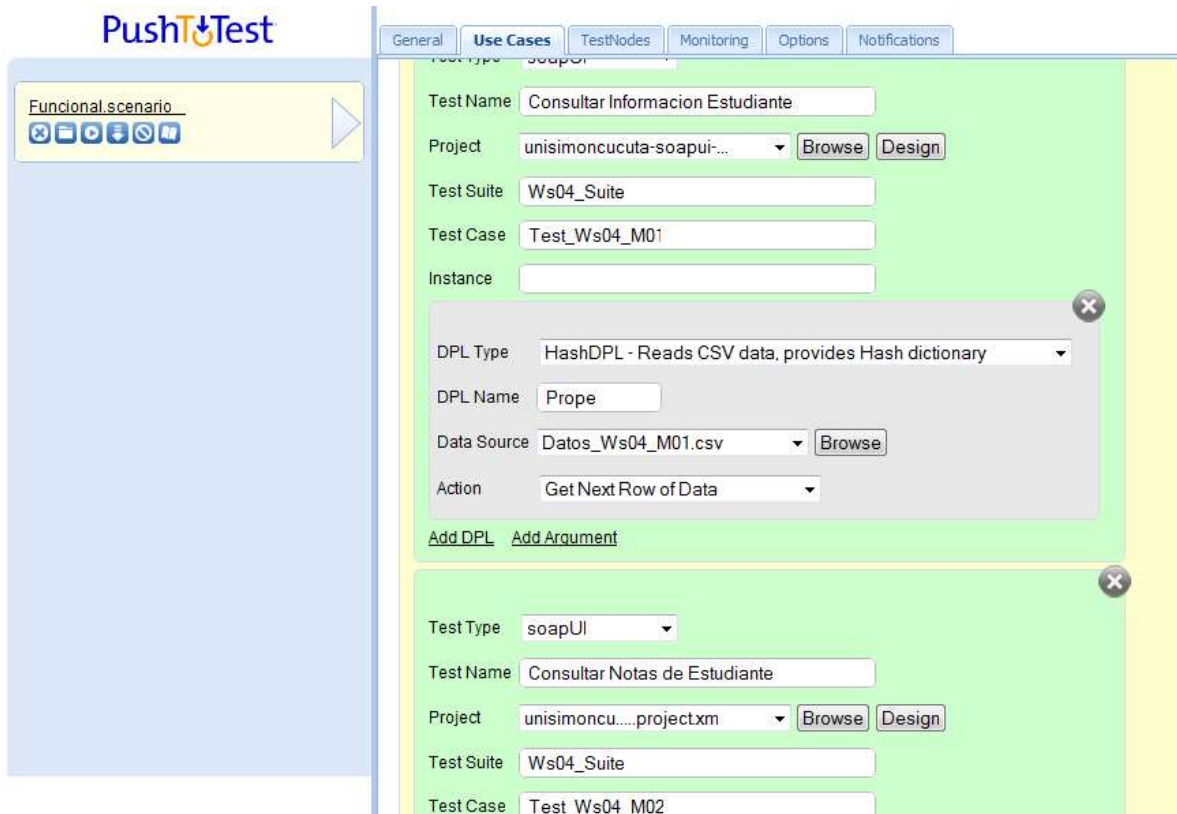 PushToTest
General Use Cases TestNodes Monitoring Options Notifications
Funcional.scenario
Test Type soapUI
Test Name Consultar Informacion Estudiante
Project unisimoncucuta-soapui-... Browse Design
Test Suite Ws04_Suite
Test Case Test_Ws04_M01
Instance
DPL Type HashDPL - Reads CSV data, provides Hash dictionary
DPL Name Prope
Data Source Datos_Ws04_M01.csv Browse
Action Get Next Row of Data
Add DPL Add Argument
Test Type soapUI
Test Name Consultar Notas de Estudiante
Project unisimoncu.....project.xm Browse Design
Test Suite Ws04_Suite
Test Case Test_Ws04_M02